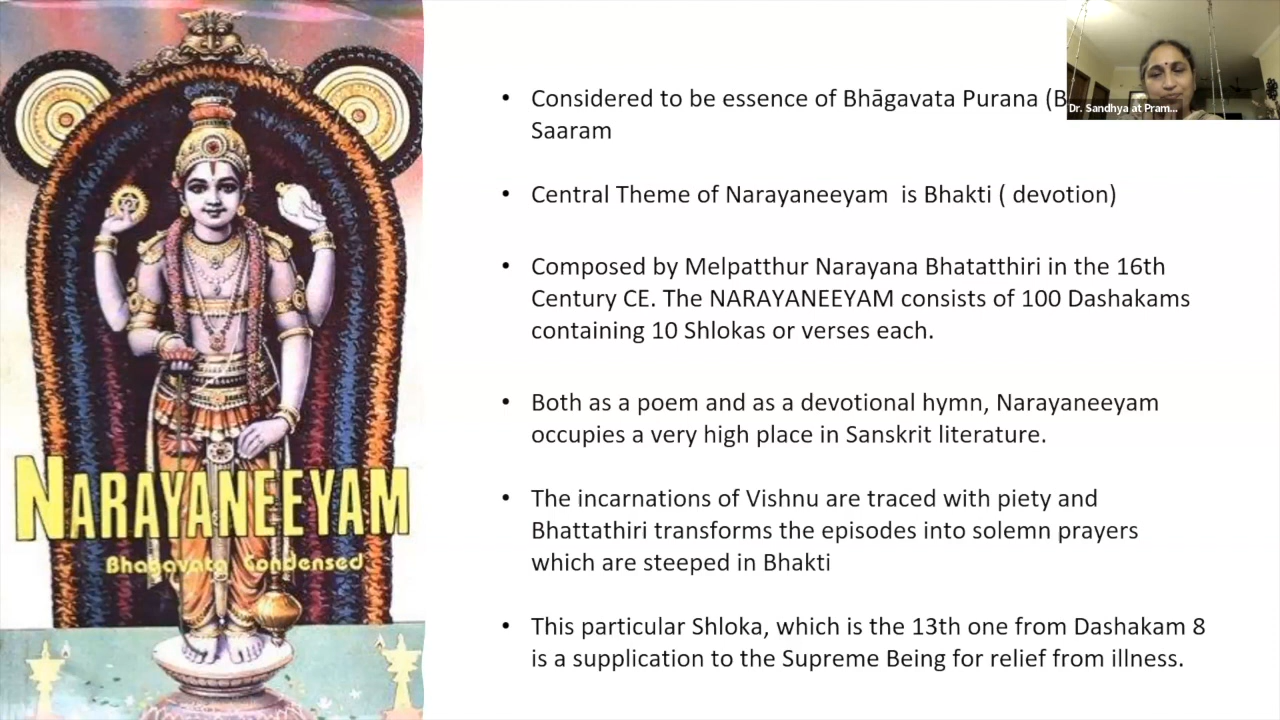 NARAYANEEYAM
Bhagavata Condensed
• Considered to be essence of Bhāgavata Purana (B
Saaram
• Central Theme of Narayaneeyam is Bhakti ( devotion)
• Composed by Melpatthur Narayana Bhatatthiri in the 16th
Century CE. The NARAYANEEYAM consists of 100 Dashakams
containing 10 Shlokas or verses each.
• Both as a poem and as a devotional hymn, Narayaneeyam
occupies a very high place in Sanskrit literature.
• The incarnations of Vishnu are traced with piety and
Bhattathiri transforms the episodes into solemn prayers
which are steeped in Bhakti
• This particular Shloka, which is the 13th one from Dashakam 8
is a supplication to the Supreme Being for relief from illness.
Dr. Sandhya at Pram...